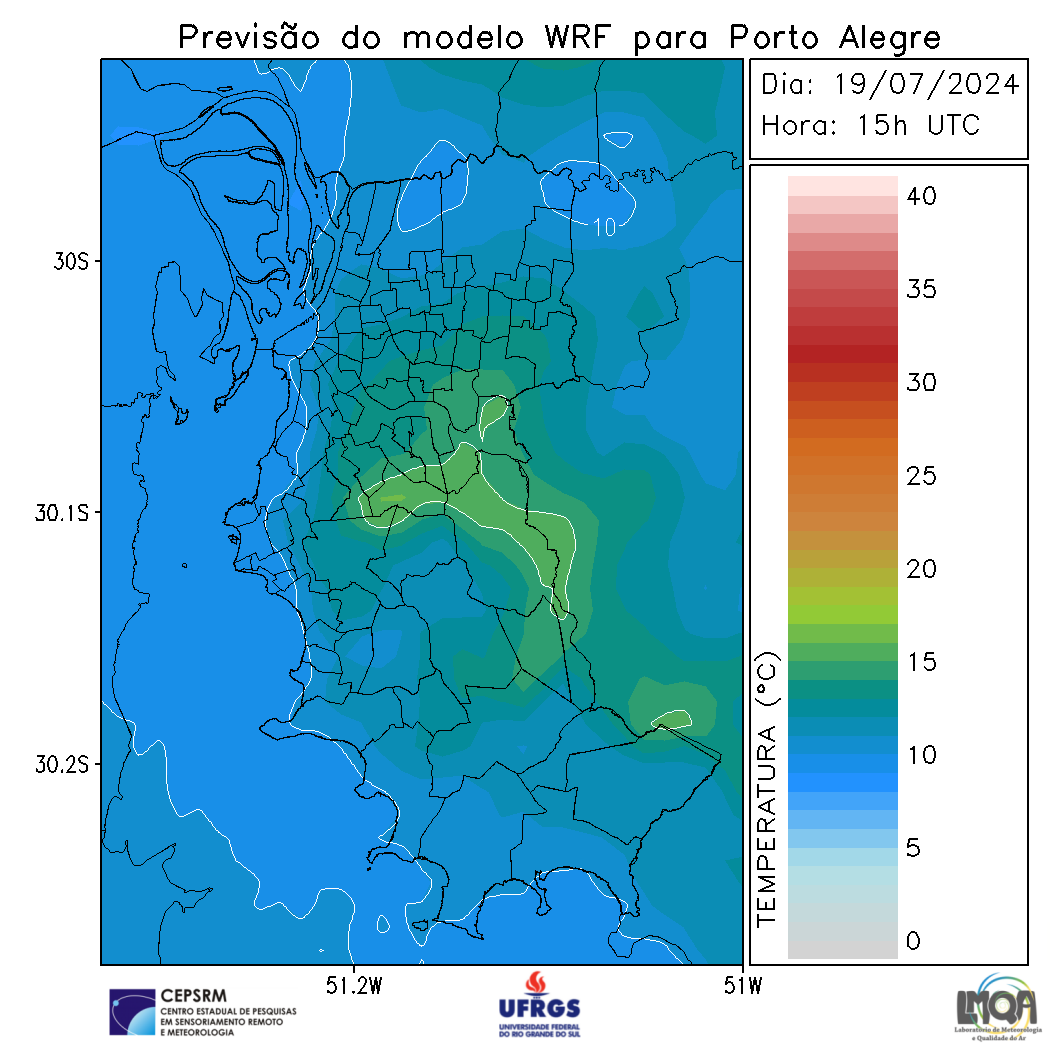 Previsão do modelo WRF para Porto Alegre
Dia: 19/07/2024
Hora: 15h UTC
40
35
30
25
20
15
10
5
0
TEMPERATURA (°C)
10
30S
30.1S
30.2S
51.2W
51W
CEPSRM
CENTRO ESTADUAL DE PESQUISAS
EM SENSORIAMENTO REMOTO
E METEOROLOGIA
UFRGS
UNIVERSIDADE FEDERAL
DO RIO GRANDE DO SUL
LMQA
Laboratório de Meteorologia
e Qualidade do Ar